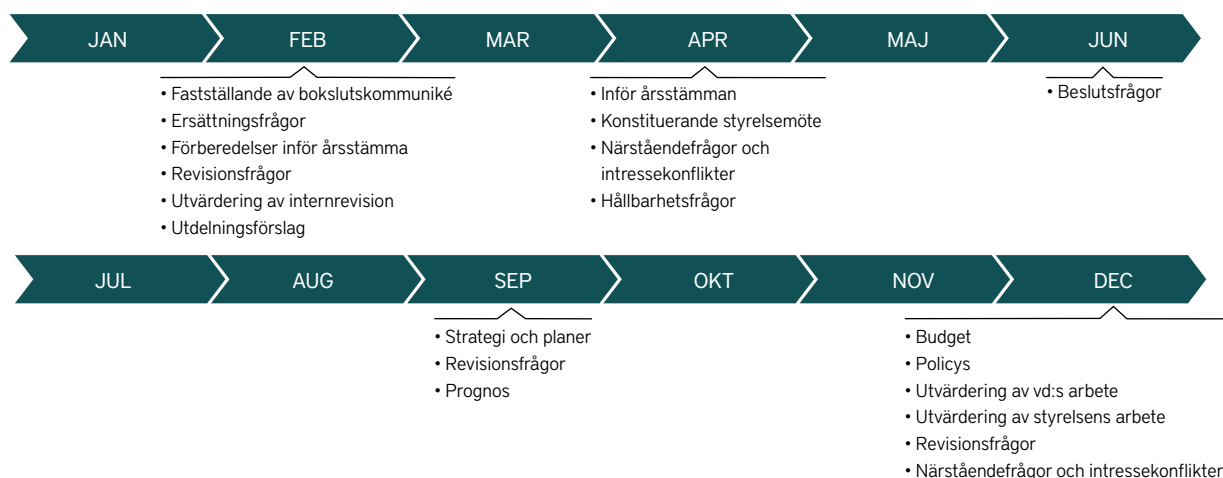 JAN FEB MAR APR MAJ JUN
• Fastställande av bokslutskommuniké
• Ersättningsfrågor
• Förberedelser inför årsstämma
• Revisionsfrågor
• Utvärdering av internrevision
• Utdelningsförslag
• Inför årsstämman
• Konstituerande styrelsemöte
• Närståendefrågor och
intressekonflikter
• Hållbarhetsfrågor
• Beslutsfrågor
JUL AUG SEP OKT NOV DEC
• Strategi och planer
• Revisionsfrågor
• Prognos
• Budget
• Policys
• Utvärdering av vd:s arbete
• Utvärdering av styrelsens arbete
• Revisionsfrågor
• Närståendefrågor och intressekonflikter